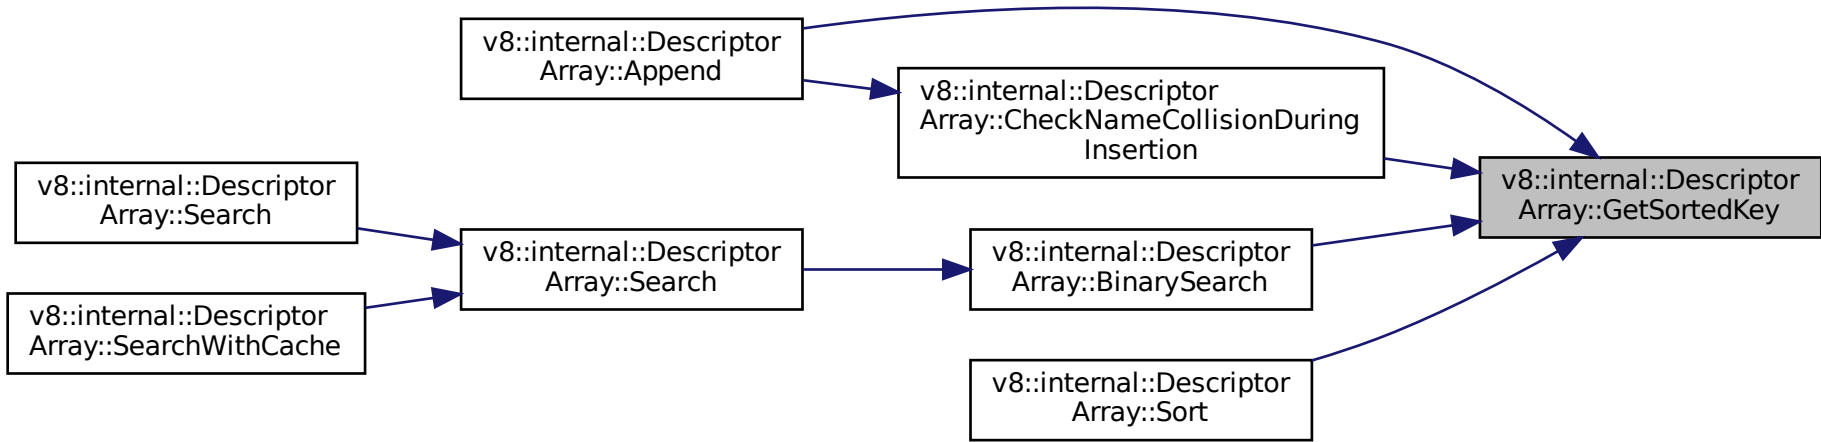 v8::internal::Descriptor
Array::Append
v8::internal::Descriptor
Array::CheckNameCollisionDuring
Insertion
v8::internal::Descriptor
Array::Search
v8::internal::Descriptor
Array::GetSortedKey
v8::internal::Descriptor
Array::Search
v8::internal::Descriptor
Array::BinarySearch
v8::internal::Descriptor
Array::SearchWithCache
v8::internal::Descriptor
Array::Sort